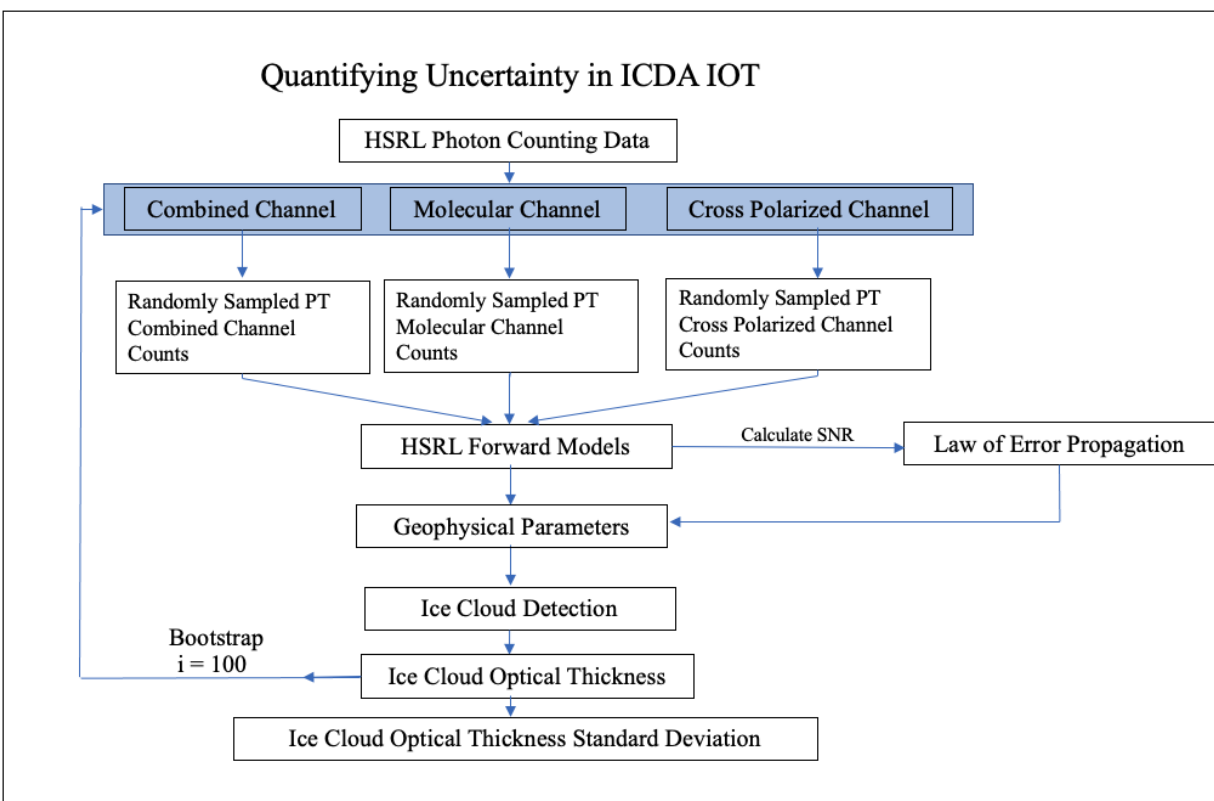 Quantifying Uncertainty in ICDA IOT
HSRL Photon Counting Data
Combined Channel
Molecular Channel
Cross Polarized Channel
Randomly Sampled PT
Combined Channel
Counts
Randomly Sampled PT
Molecular Channel
Counts
Randomly Sampled PT
Cross Polarized Channel
Counts
HSRL Forward Models
Calculate SNR
Law of Error Propagation
Geophysical Parameters
Ice Cloud Detection
Bootstrap
i = 100
Ice Cloud Optical Thickness
Ice Cloud Optical Thickness Standard Deviation